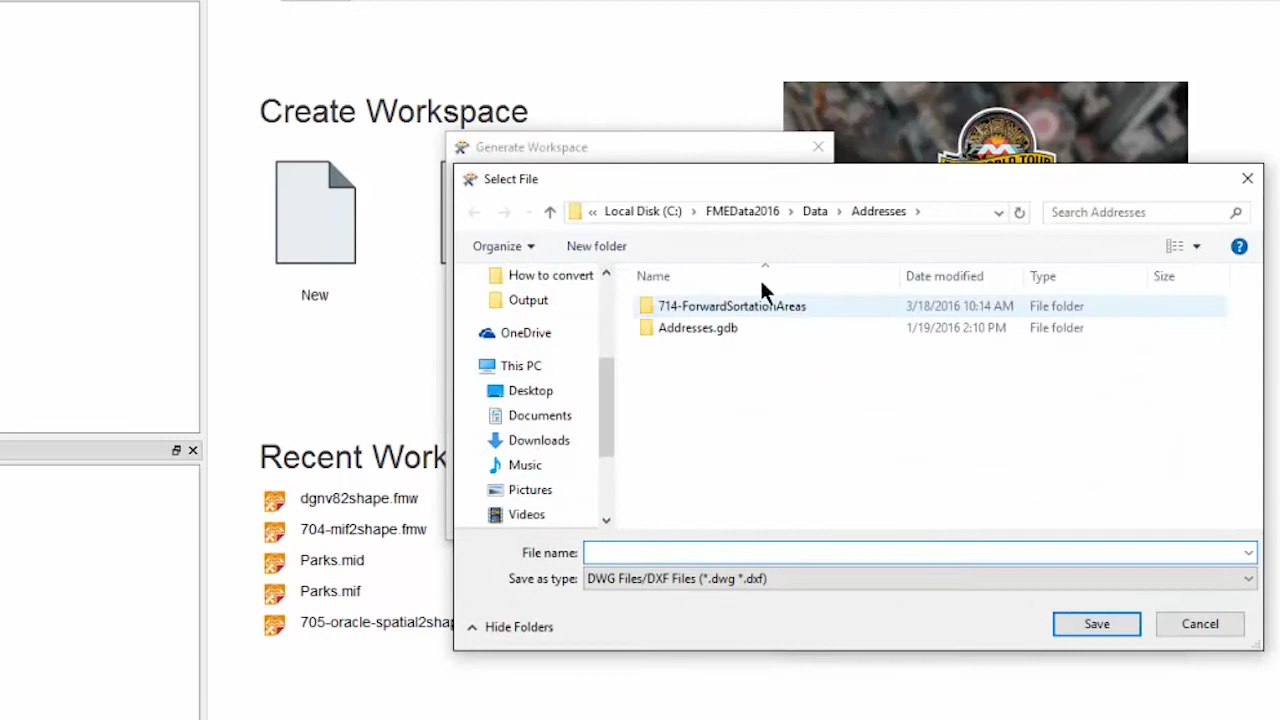 Create Workspace
Generate Workspace
WORLD TOUR
Select File
« Local Disk (C:) > FMEData2016 > Data > Addresses >
Search Addresses
Organize
New folder
Name
Date modified
Type
Size
How to convert
Output
OneDrive
This PC
Desktop
Documents
Downloads
Music
Pictures
Videos
714-ForwardSortationAreas
3/18/2016 10:14 AM
File folder
Addresses.gdb
1/19/2016 2:10 PM
File folder
File name:
Save as type:
DWG Files/DXF Files (*.dwg *.dxf)
Hide Folders
Save
Cancel
New
Recent Work
dgnv82shape.fmw
704-mif2shape.fmw
Parks.mid
Parks.mif
705-oracle-spatial2shap